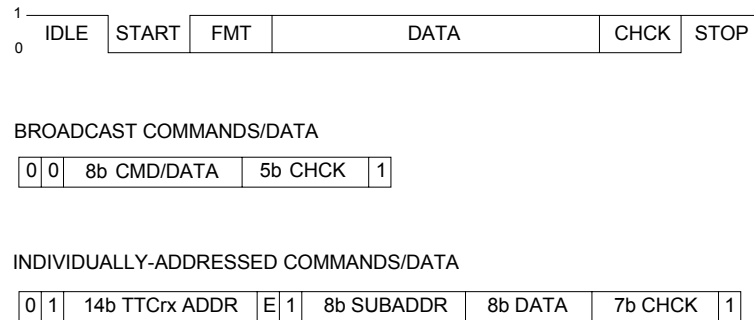 1
0
IDLE START FMT DATA CHCK STOP
BROADCAST COMMANDS/DATA
0 0 8b CMD/DATA 5b CHCK 1
INDIVIDUALLY-ADDRESSED COMMANDS/DATA
0 1 14b TTCrx ADDR E 1 8b SUBADDR 8b DATA 7b CHCK 1